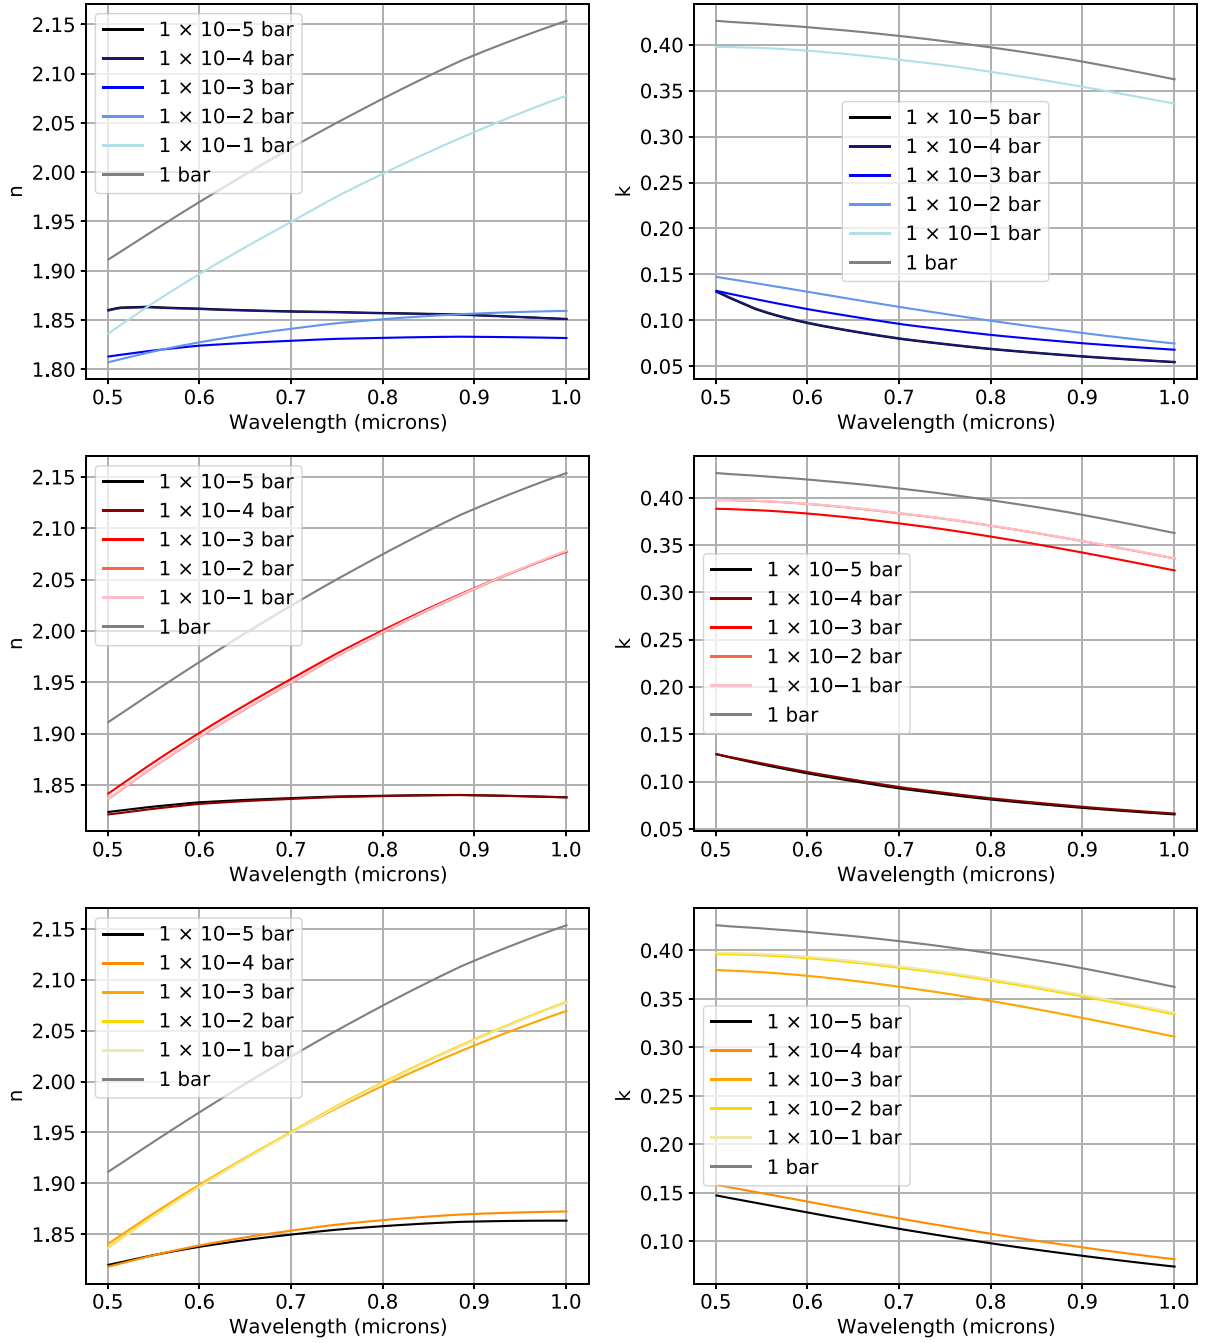 2.15
2.10
2.05
2.00
1.95
1.90
1.85
1.80
n
1 × 10−5 bar
1 × 10−4 bar
1 × 10−3 bar
1 × 10−2 bar
1 × 10−1 bar
1 bar
0.5 0.6 0.7 0.8 0.9 1.0
Wavelength (microns)
0.40
0.35
0.30
0.25
0.20
0.15
0.10
0.05
k
1 × 10−5 bar
1 × 10−4 bar
1 × 10−3 bar
1 × 10−2 bar
1 × 10−1 bar
1 bar
0.5 0.6 0.7 0.8 0.9 1.0
Wavelength (microns)
2.15
2.10
2.05
2.00
1.95
1.90
1.85
n
1 × 10−5 bar
1 × 10−4 bar
1 × 10−3 bar
1 × 10−2 bar
1 × 10−1 bar
1 bar
0.5 0.6 0.7 0.8 0.9 1.0
Wavelength (microns)
0.40
0.35
0.30
0.25
0.20
0.15
0.10
0.05
k
1 × 10−5 bar
1 × 10−4 bar
1 × 10−3 bar
1 × 10−2 bar
1 × 10−1 bar
1 bar
0.5 0.6 0.7 0.8 0.9 1.0
Wavelength (microns)
2.15
2.10
2.05
2.00
1.95
1.90
1.85
n
1 × 10−5 bar
1 × 10−4 bar
1 × 10−3 bar
1 × 10−2 bar
1 × 10−1 bar
1 bar
0.5 0.6 0.7 0.8 0.9 1.0
Wavelength (microns)
0.40
0.35
0.30
0.25
0.20
0.15
0.10
k
1 × 10−5 bar
1 × 10−4 bar
1 × 10−3 bar
1 × 10−2 bar
1 × 10−1 bar
1 bar
0.5 0.6 0.7 0.8 0.9 1.0
Wavelength (microns)